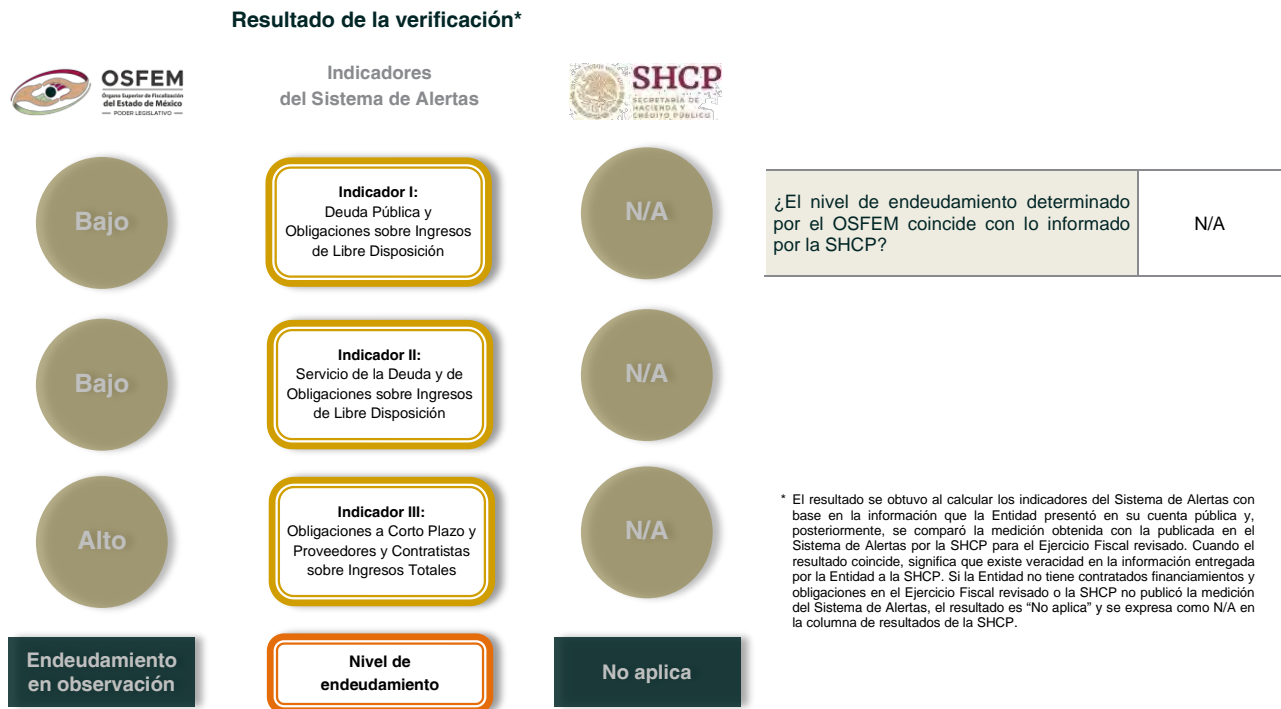 Resultado de la verificación*
OSFEM
Órgano Superior de Fiscalización
del Estado de México
PODER LEGISLATIVO
Indicadores
del Sistema de Alertas
SHCP
SECRETARÍA DE
HACIENDA Y
CRÉDITO PÚBLICO
Bajo
Indicador I:
Deuda Pública y
Obligaciones sobre Ingresos
de Libre Disposición
N/A
¿El nivel de endeudamiento determinado
por el OSFEM coincide con lo informado
por la SHCP?
N/A
Bajo
Indicador II:
Servicio de la Deuda y de
Obligaciones sobre Ingresos
de Libre Disposición
N/A
Alto
Indicador III:
Obligaciones a Corto Plazo y
Proveedores y Contratistas
sobre Ingresos Totales
N/A
* El resultado se obtuvo al calcular los indicadores del Sistema de Alertas con
base en la información que la Entidad presentó en su cuenta pública y,
posteriormente, se comparó la medición obtenida con la publicada en el
Sistema de Alertas por la SHCP para el Ejercicio Fiscal revisado. Cuando el
resultado coincide, significa que existe veracidad en la información entregada
por la Entidad a la SHCP. Si la Entidad no tiene contratados financiamientos y
obligaciones en el Ejercicio Fiscal revisado o la SHCP no publicó la medición
del Sistema de Alertas, el resultado es “No aplica” y se expresa como N/A en
la columna de resultados de la SHCP.
Endeudamiento
en observación
Nivel de
endeudamiento
No aplica